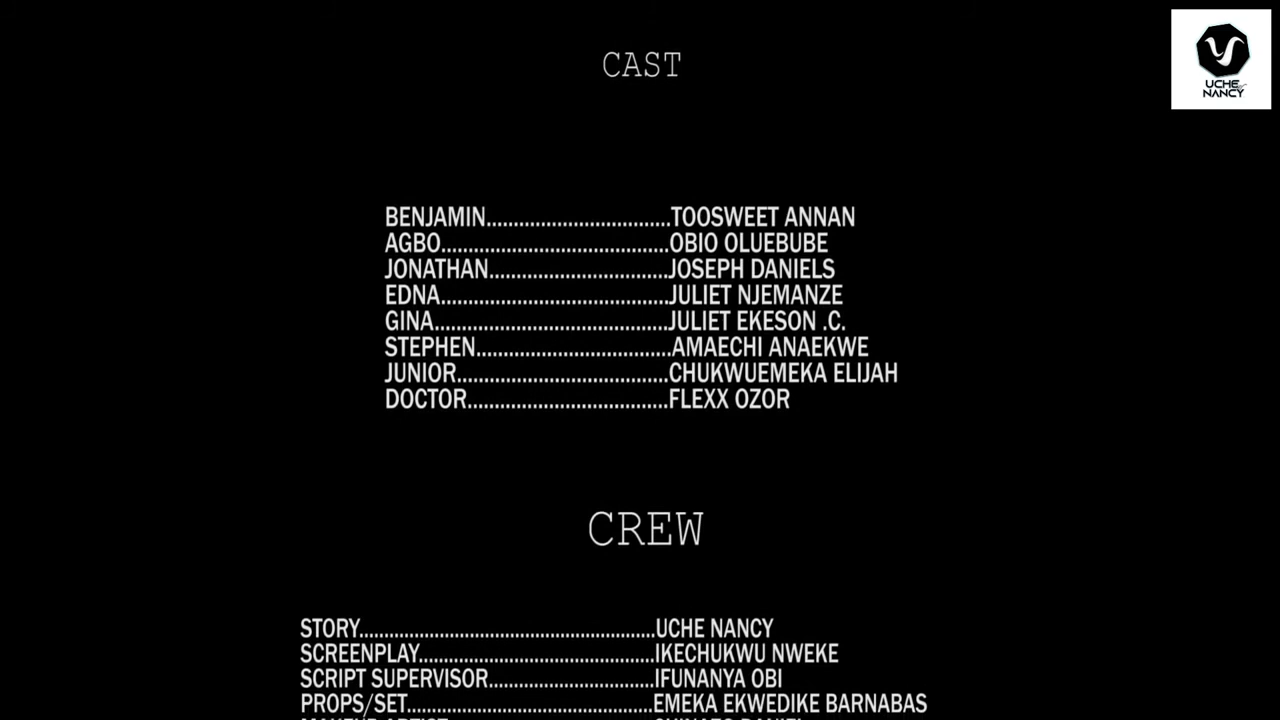 CAST
UCHE
NANCY
BENJAMIN.................................TOOSWEET ANNAN
AGBO.........................................OBIO OLUEBUBE
JONATHAN................................JOSEPH DANIELS
EDNA.........................................JULIET NJEMANZE
GINA..........................................JULIET EKESON .C.
STEPHEN...................................AMAECHI ANAEKWE
JUNIOR......................................CHUKWUEMEKA ELIJAH
DOCTOR....................................FLEXX OZOR
CREW
STORY...........................................................UCHE NANCY
SCREENPLAY...............................................IKECHUKWU NWEKE
SCRIPT SUPERVISOR.................................IFUNANYA OBI
PROPS/SET.................................................EMEKA EKWEDIKE BARNABAS